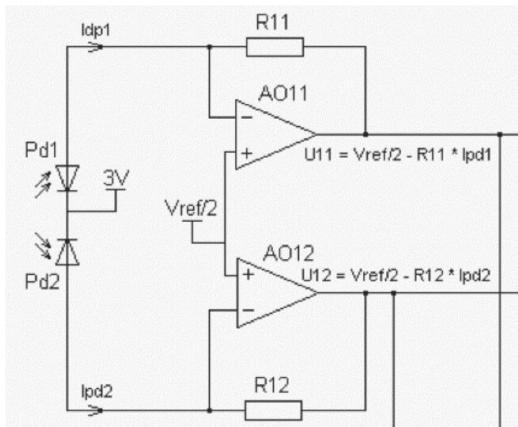 Idp1
R11
AO11
Pd1
3V
U11 = Vref/2 - R11 * Ipd1
Vref/2
AO12
Pd2
U12 = Vref/2 - R12 * Ipd2
Ipd2
R12